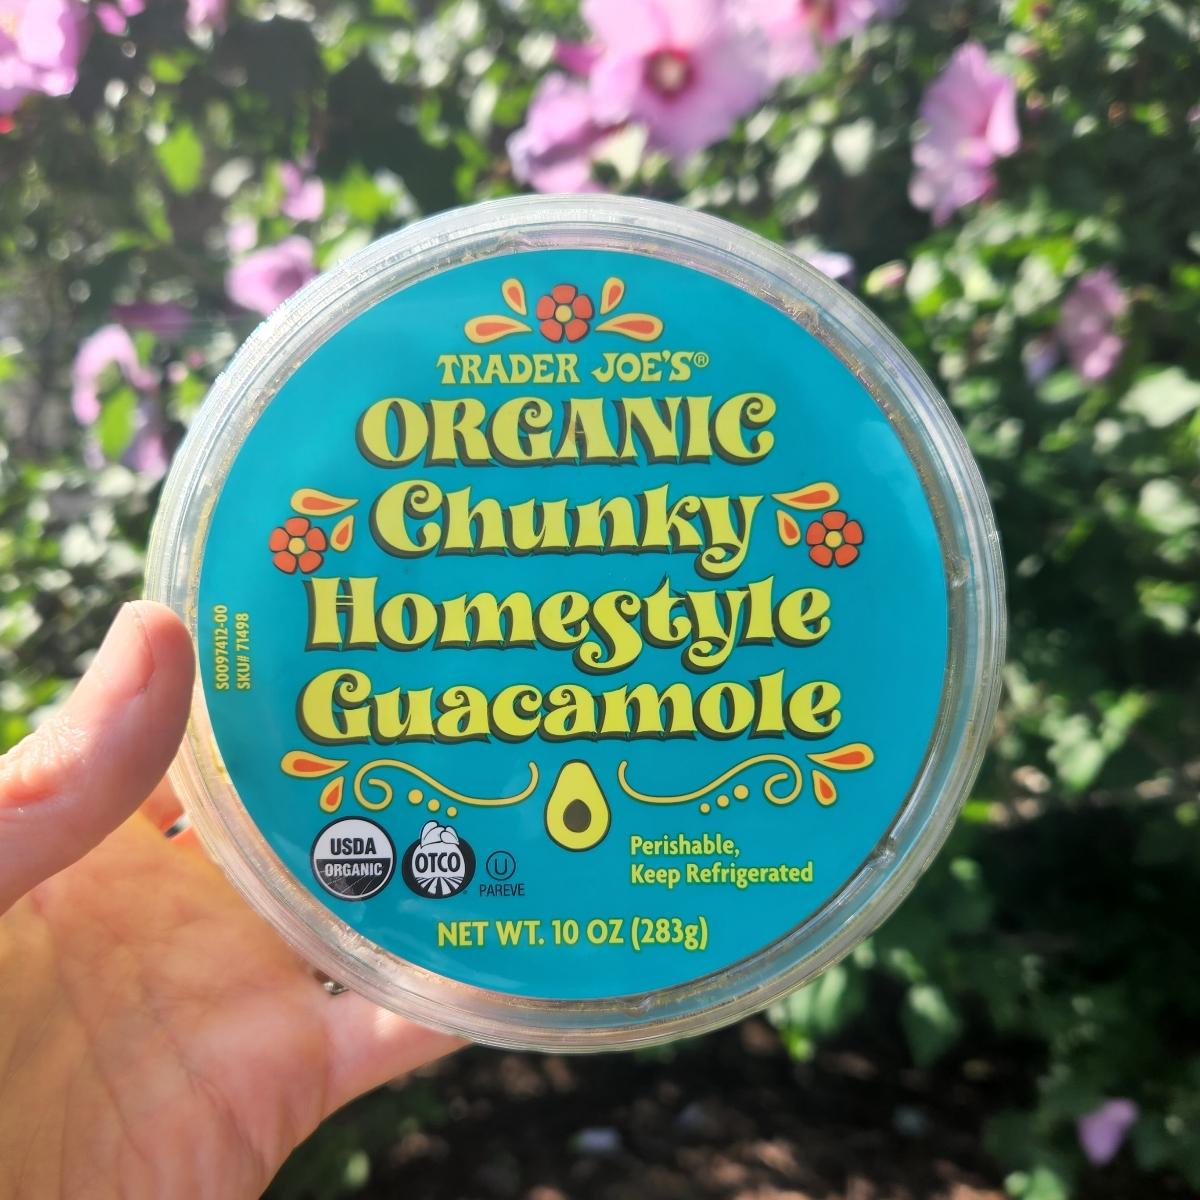 TRADER JOE'S®
ORGANIC
Chunky
Homestyle
Guacamole
S0097412-00
SKU# 71498
USDA
ORGANIC
OTCO
U
PAREVE
Perishable,
Keep Refrigerated
NET WT. 10 OZ (283g)